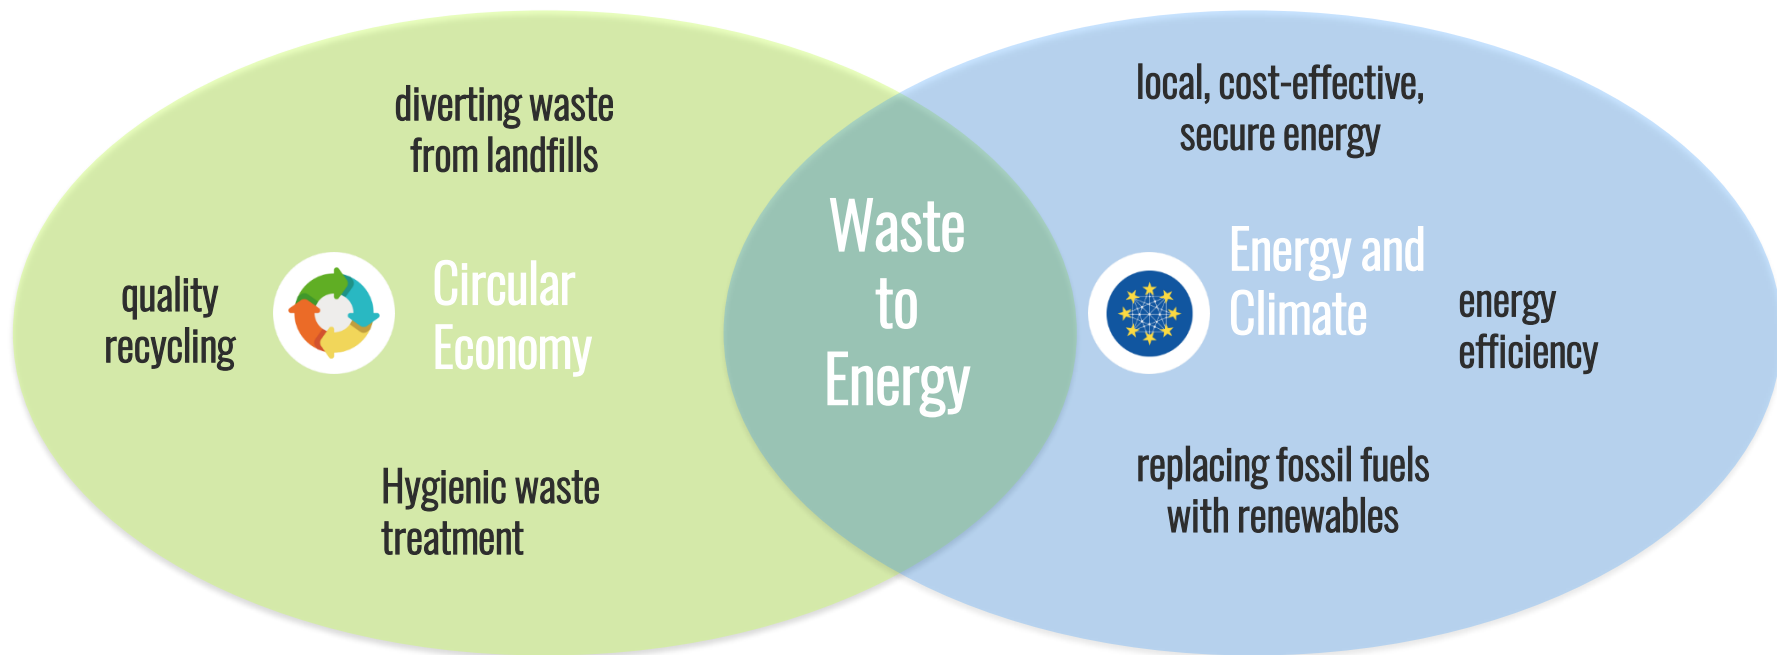 diverting waste
from landfills
quality
recycling
Circular
Economy
Hygienic waste
treatment
Waste
to
Energy
local, cost-effective,
secure energy
Energy and
Climate
energy
efficiency
replacing fossil fuels
with renewables